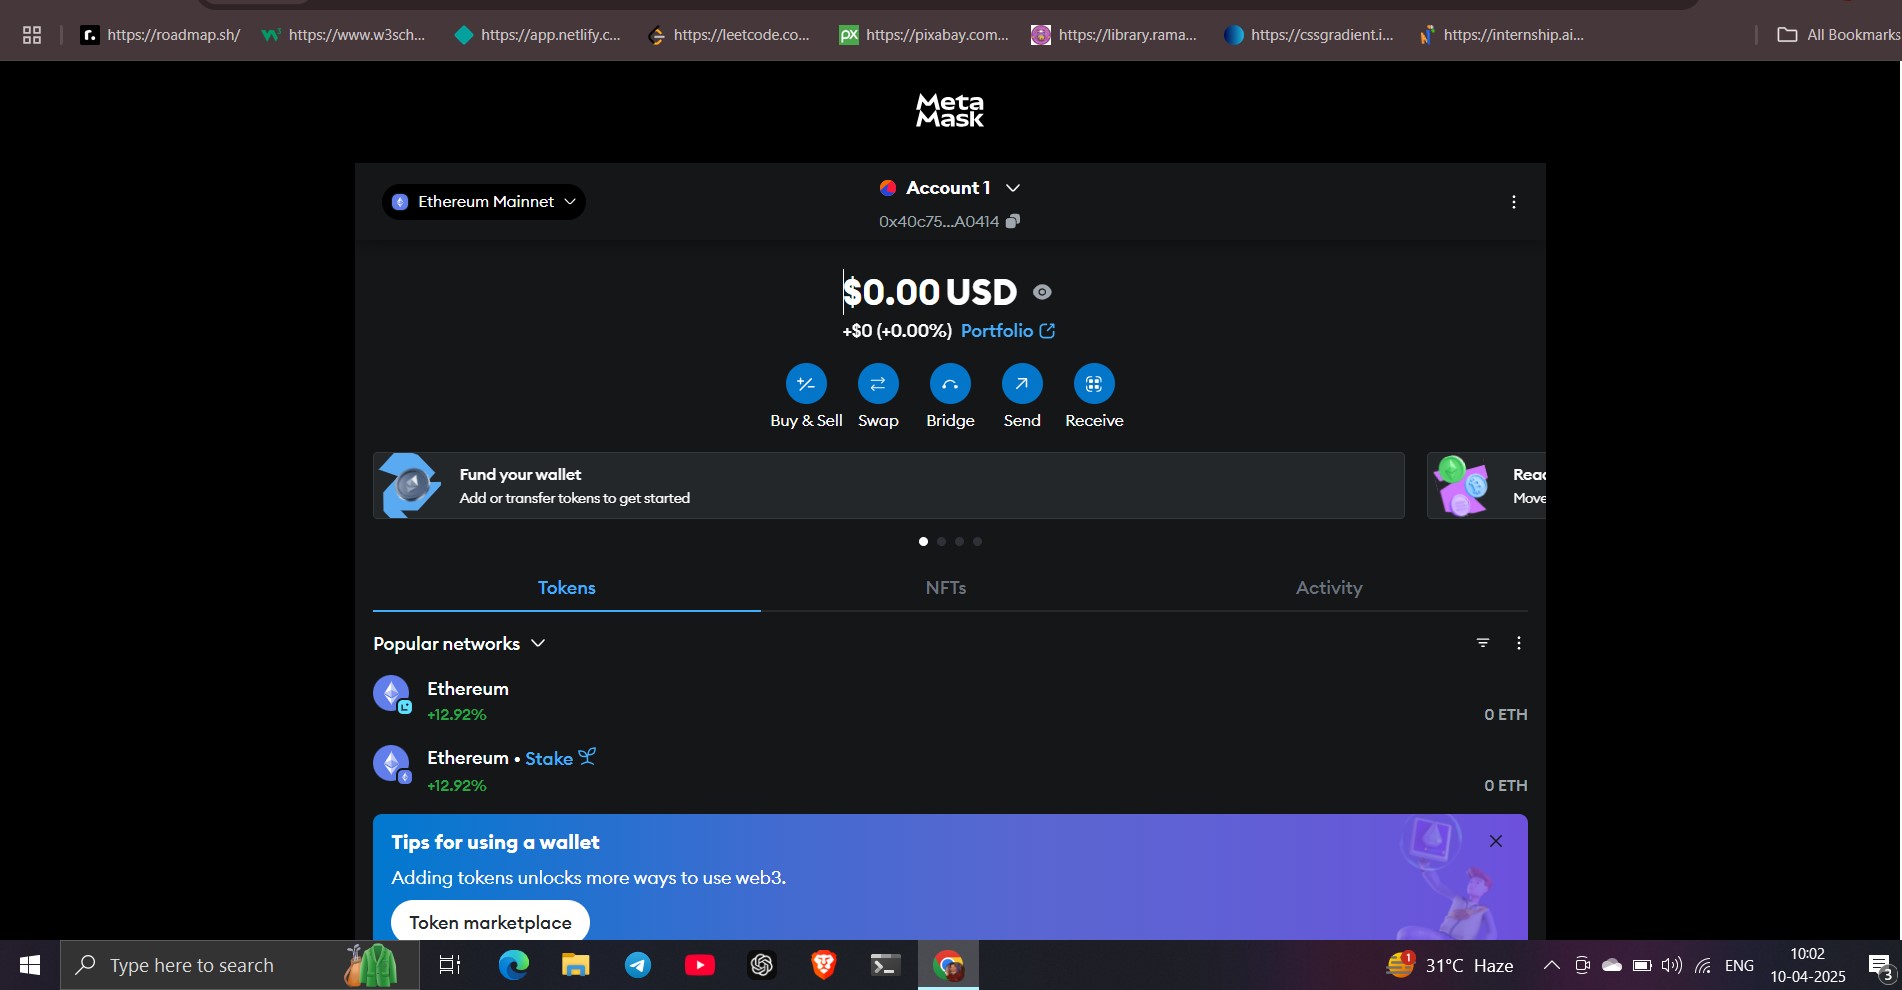 https://roadmap.sh/ https://www.w3sch... https://app.netlify.c... https://leetcode.co... https://pixabay.com... https://library.rama... https://cssgradient.i... https://internship.ai... All Bookmarks
Meta
Mask
Ethereum Mainnet
Account 1
0x40c75...A0414
$0.00 USD
+$0 (+0.00%) Portfolio
Buy & Sell Swap Bridge Send Receive
Fund your wallet
Add or transfer tokens to get started
Move
Tokens NFTs Activity
Popular networks
Ethereum
+12.92% 0 ETH
Ethereum • Stake
+12.92% 0 ETH
Tips for using a wallet
Adding tokens unlocks more ways to use web3.
Token marketplace
Type here to search
1 31°C Haze ENG
10:02
10-04-2025
3